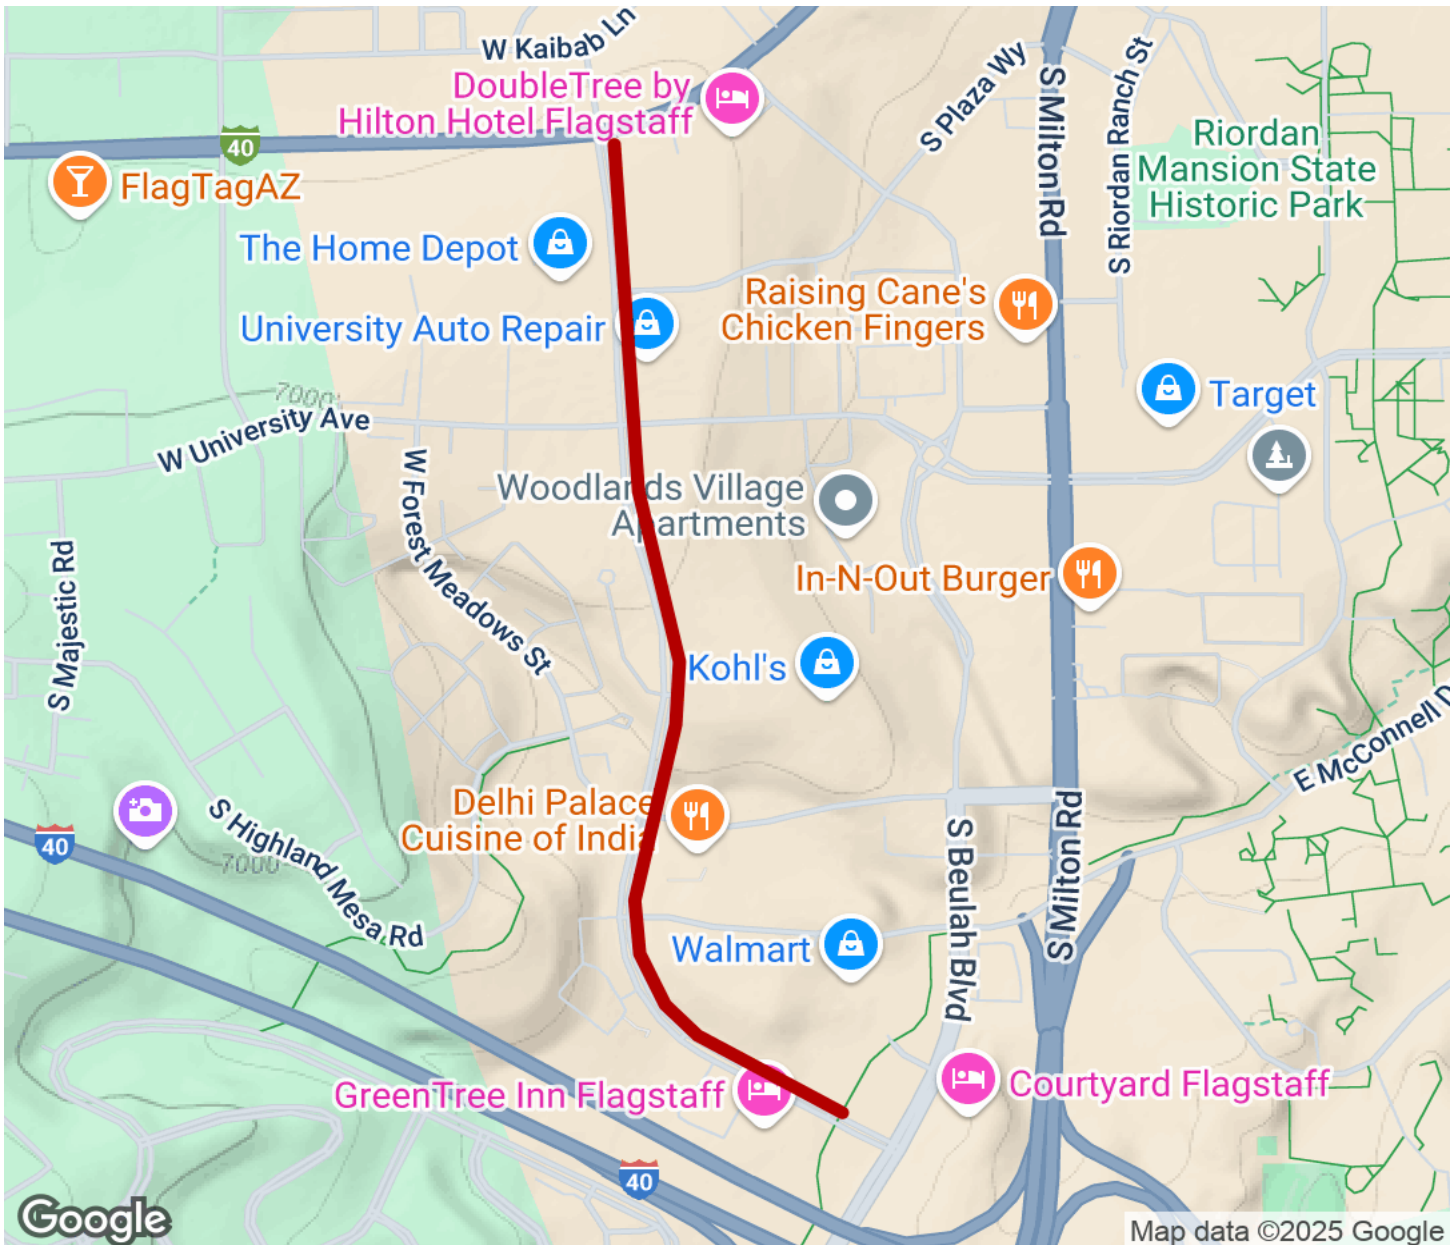 W Kaibab Ln
DoubleTree by
Hilton Hotel Flagstaff
S Plaza Wy
S Milton Rd
S Riordan Ranch St
Riordan
Mansion State
Historic Park
40
FlagTagAZ
The Home Depot
University Auto Repair
Raising Cane's
Chicken Fingers
7000
W University Ave
Target
W Forest Meadows St
Woodlands Village
Apartments
S Majestic Rd
In-N-Out Burger
Kohl's
E McConnell D
40
S Highland Mesa Rd
7000
Delhi Palace
Cuisine of India
S Beulah Blvd
S Milton Rd
Walmart
GreenTree Inn Flagstaff
Courtyard Flagstaff
40
Google
Map data ©2025 Google